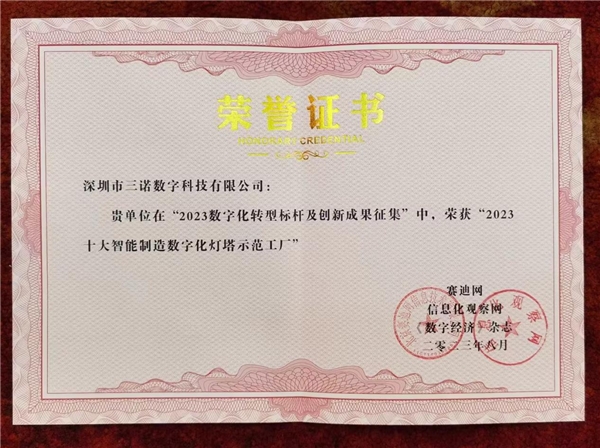 荣誉证书
HONORARY CREDENTIAL
深圳市三诺数字科技有限公司：
贵单位在“2023数字化转型标杆及创新成果征集”中，荣获“2023
十大智能制造数字化灯塔示范工厂”
赛迪网
信息化观察网
数字经济 杂志
二〇二三年八月